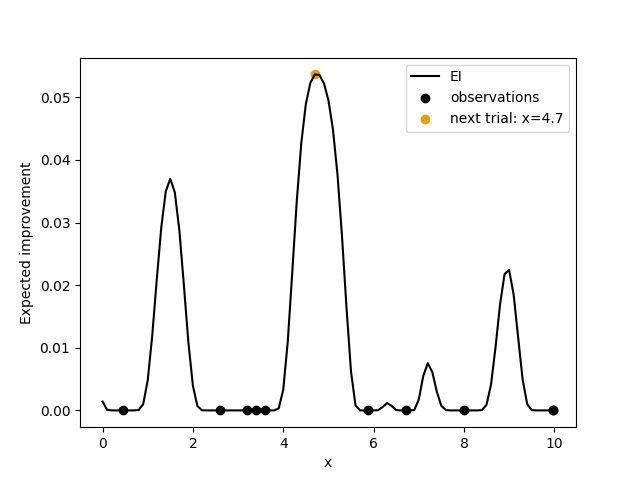 EI
observations
next trial: x=4.7
Expected improvement
0.05
0.04
0.03
0.02
0.01
0.00
0 2 4 6 8 10
x